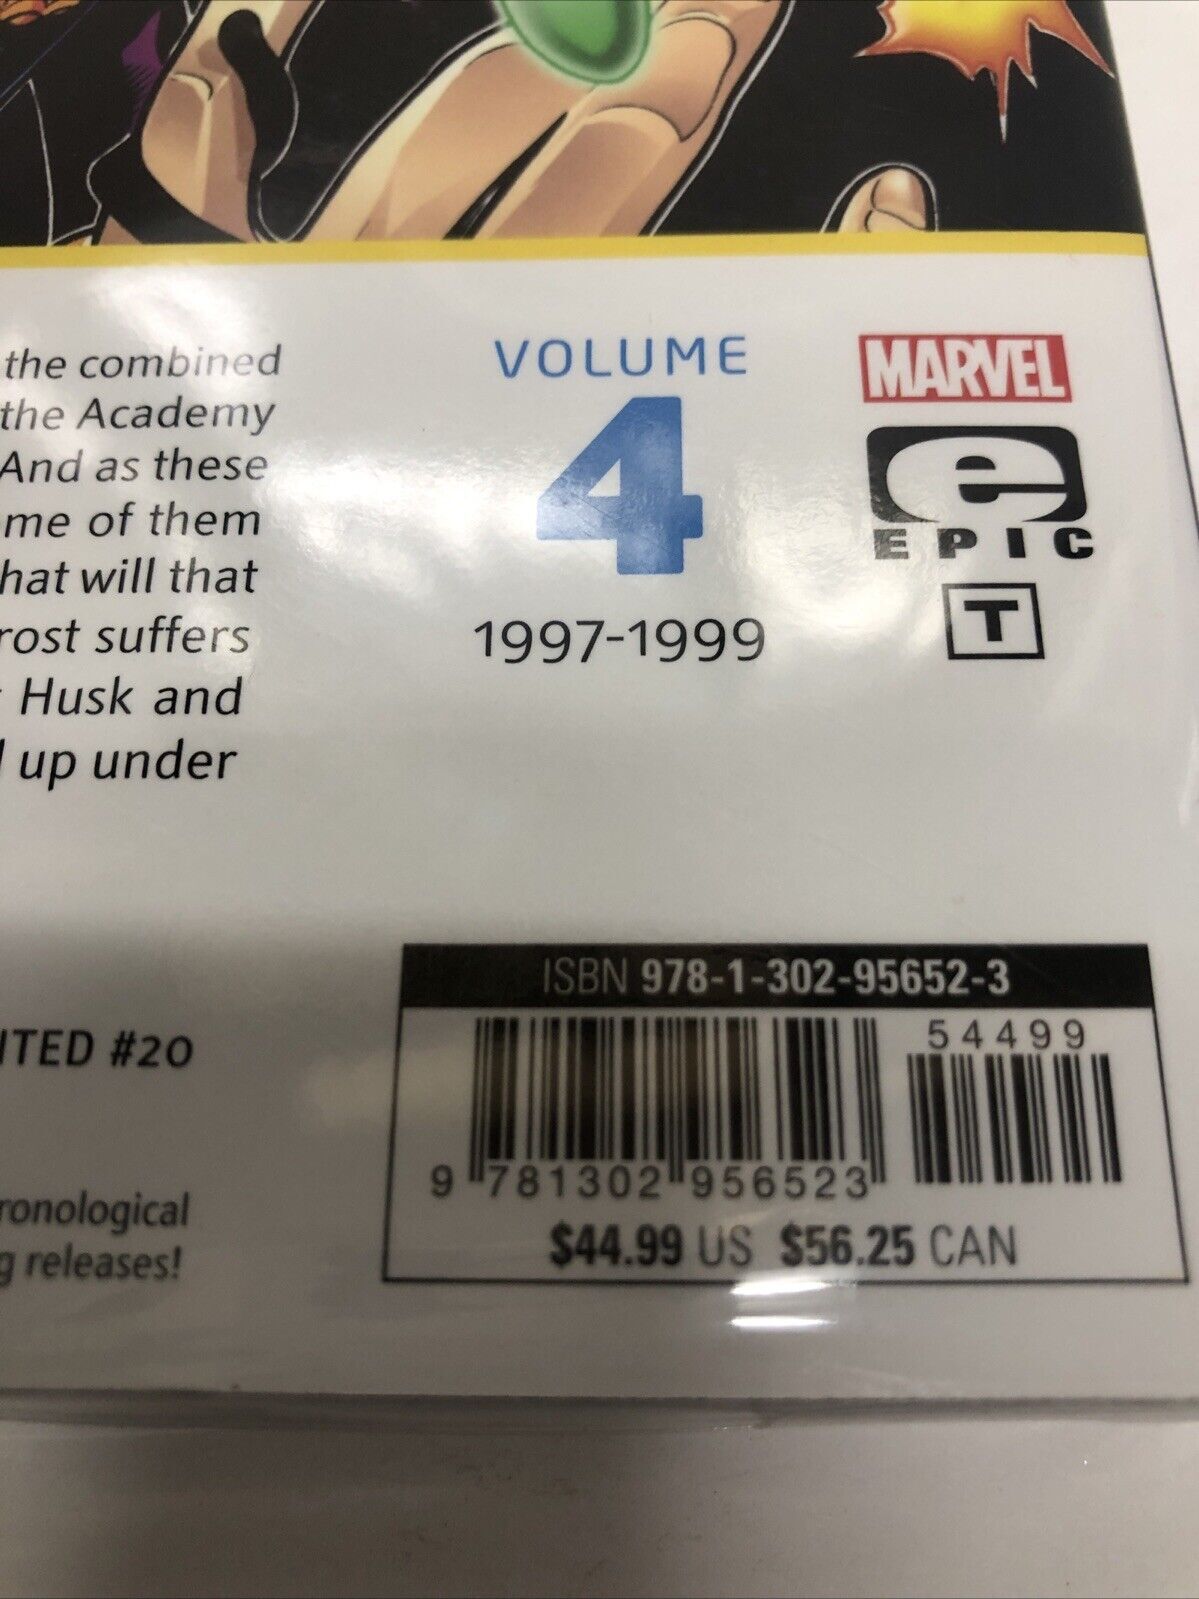 the combined
the Academy
And as these
me of them
hat will that
rost suffers
Husk and
up under
VOLUME
4
1997-1999
MARVEL
e
EPIC
T
ITED #20
ronological
g releases!
ISBN 978-1-302-95652-3
54499
9 781302 956523
$44.99 US $56.25 CAN